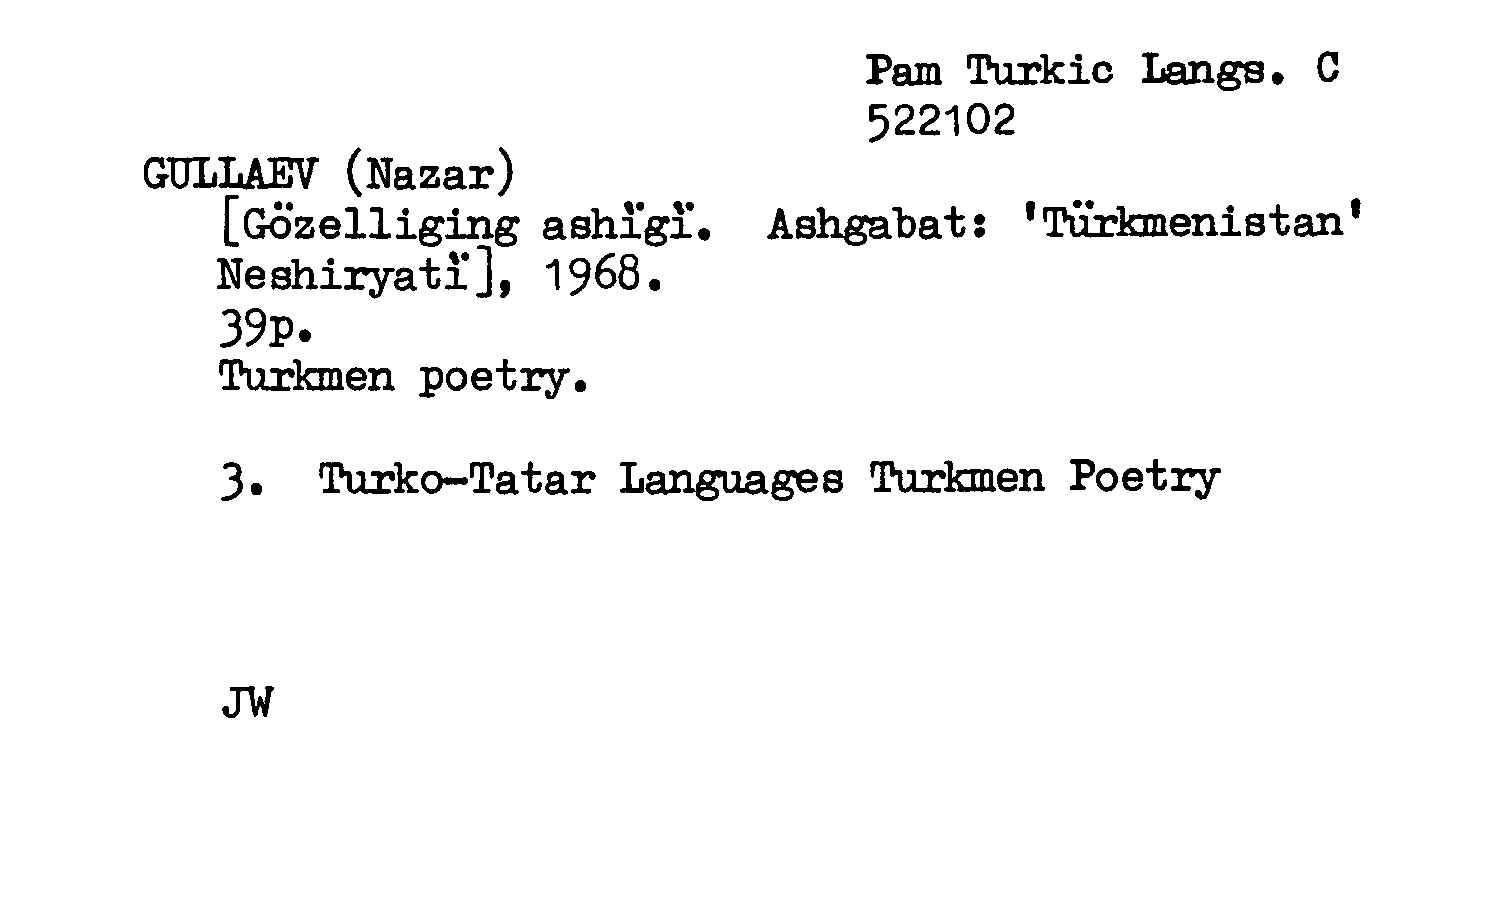 Pam Turkic Langs. C
522102
GULLAEV (Nazar)
[Gözelliging ashïgï. Ashgabat: 'Türkmenistan'
Neshiryatï], 1968.
39p.
Turkmen poetry.
3. Turko-Tatar Languages Turkmen Poetry
JW